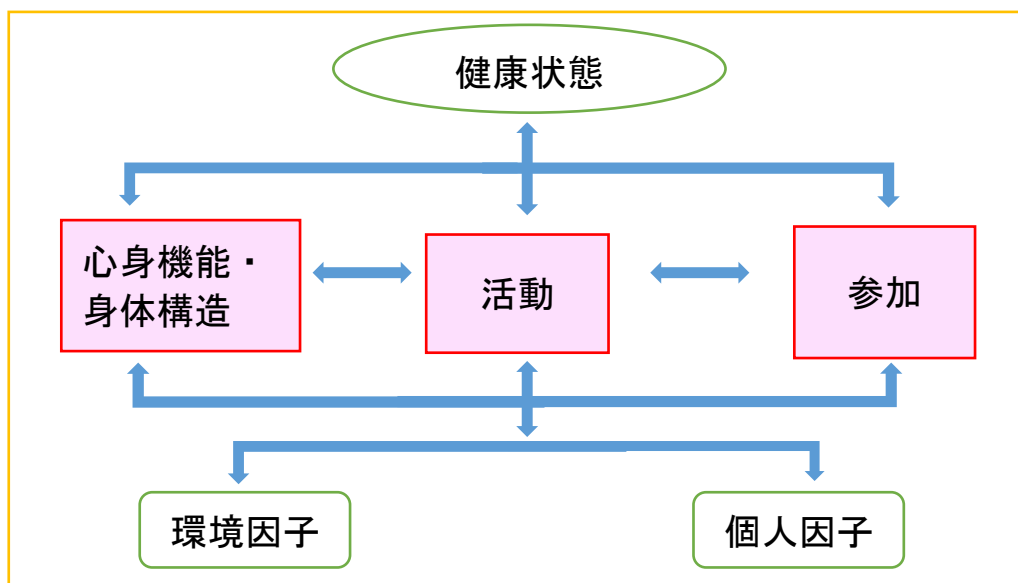 健康状態
心身機能・
身体構造
活動
参加
環境因子
個人因子